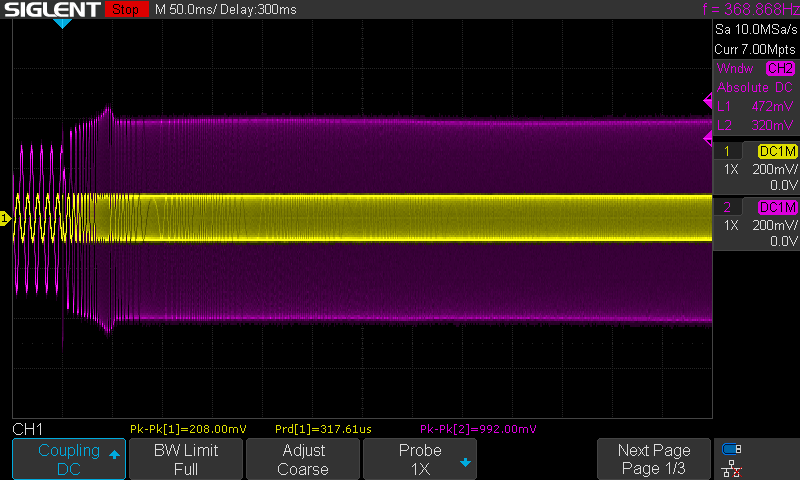 SIGLENT Stop M 50.0ms/ Delay:300ms f = 368.868Hz
Sa 10.0MSa/s
Curr 7.00Mpts
Wndw CH2
Absolute DC
L1 472mV
L2 320mV
1 DC1M
1X 200mV/
0.0V
2 DC1M
1X 200mV/
0.0V
1
CH1 Pk-Pk[1]=208.00mV Prd[1]=317.61us Pk-Pk[2]=992.00mV
Coupling
DC
BW Limit
Full
Adjust
Coarse
Probe
1X
Next Page
Page 1/3